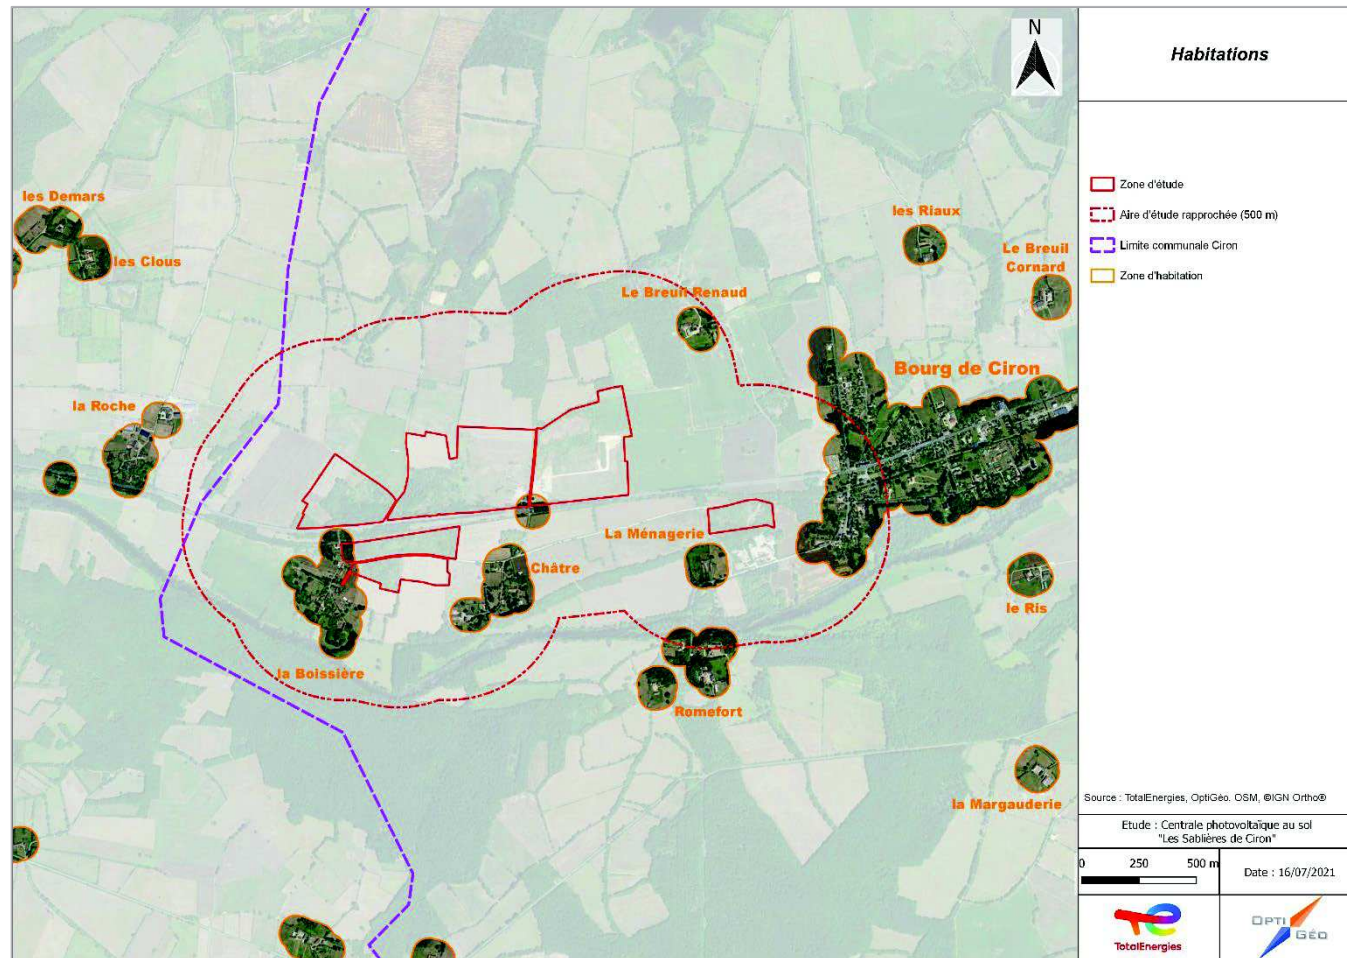 N
les Demars
les Clous
les Riaux
Le Breuil
Cornard
Le Breuil Renaud
Bourg de Ciron
la Roche
La Ménagerie
Châtre
le Ris
la Boissière
Romefort
la Margauderie
Habitations
Zone d'étude
Aire d'étude rapprochée (500 m)
Limite communale Ciron
Zone d'habitation
Source : TotalEnergies, OptiGéo. OSM, ©IGN Ortho®
Etude : Centrale photovoltaïque au sol
"Les Sablières de Ciron"
0 250 500 m
Date : 16/07/2021
TotalEnergies
OPTI
GÉO